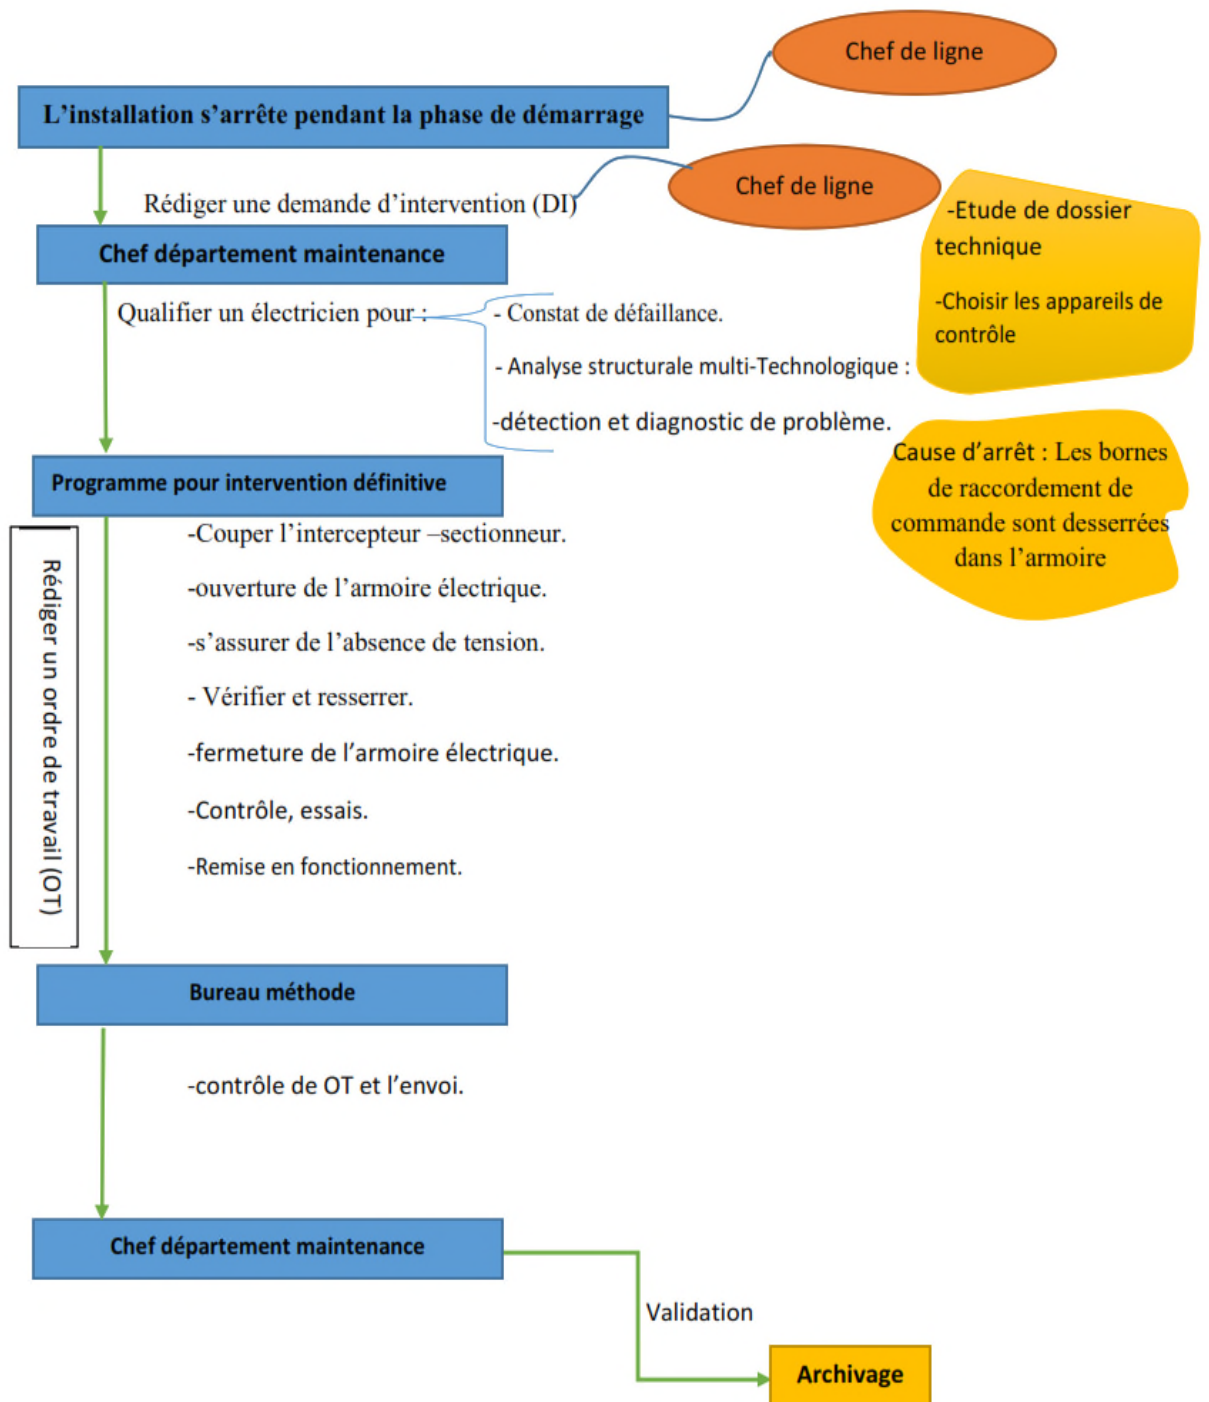 Chef de ligne
L'installation s'arrête pendant la phase de démarrage
Chef de ligne
Rédiger une demande d'intervention (DI)
-Etude de dossier
technique
-Choisir les appareils de
contrôle
Chef département maintenance
Qualifier un électricien pour :
- Constat de défaillance.
- Analyse structurale multi-Technologique :
-détection et diagnostic de problème.
Cause d'arrêt : Les bornes
de raccordement de
commande sont desserrées
dans l'armoire
Programme pour intervention définitive
Rédiger un ordre de travail (OT)
-Couper l'intercepteur –sectionneur.
-ouverture de l'armoire électrique.
-s'assurer de l'absence de tension.
- Vérifier et resserrer.
-fermeture de l'armoire électrique.
-Contrôle, essais.
-Remise en fonctionnement.
Bureau méthode
-contrôle de OT et l'envoi.
Chef département maintenance
Validation
Archivage